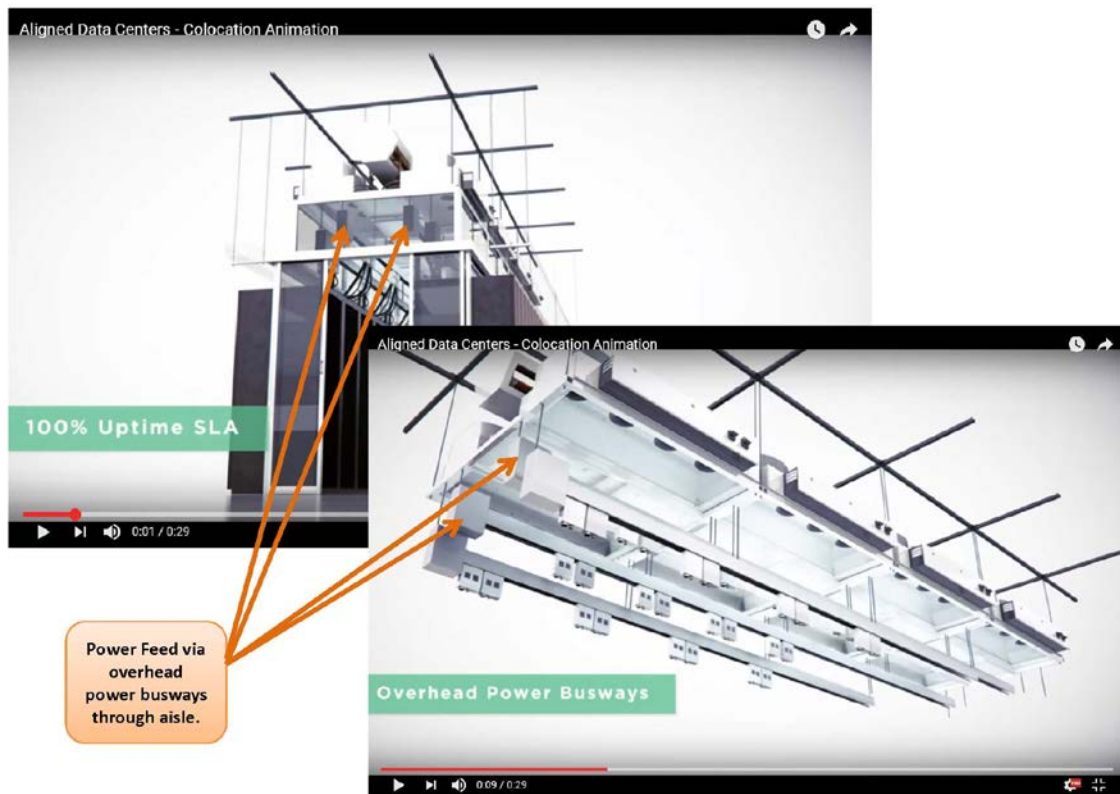 Aligned Data Centers - Colocation Animation
100% Uptime SLA
0:01 / 0:29
Aligned Data Centers - Colocation Animation
Overhead Power Busways
0:09 / 0:29
Power Feed via
overhead
power busways
through aisle.